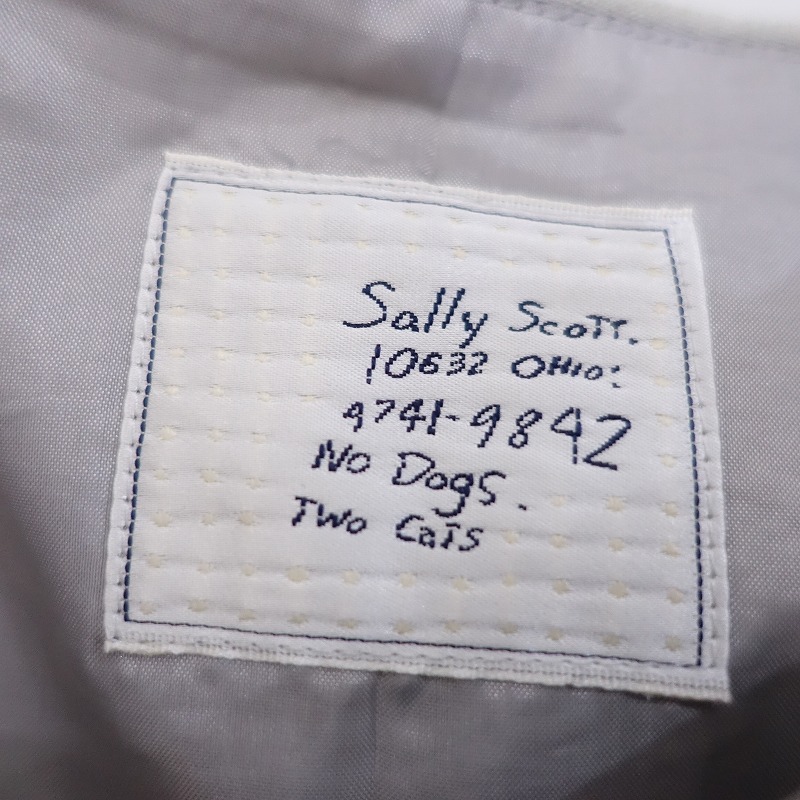 Sally Scott.
10632 OHIO:
4741-9842
No Dogs.
Two Cats